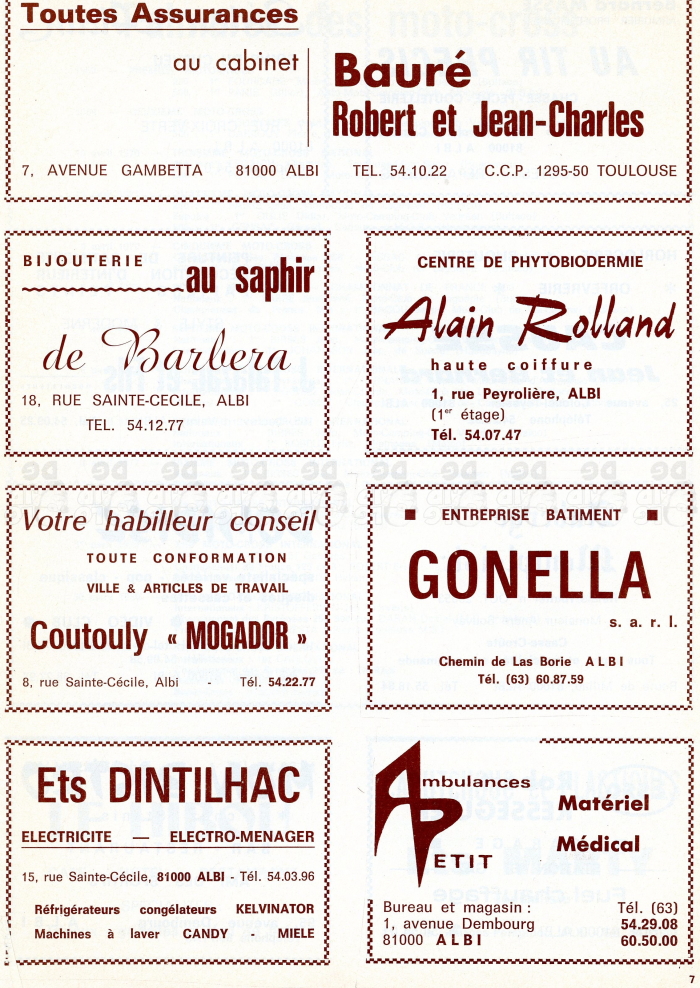 Toutes Assurances
au cabinet
Bauré
Robert et Jean-Charles
7, AVENUE GAMBETTA 81000 ALBI TEL. 54.10.22 C.C.P. 1295-50 TOULOUSE
BIJOUTERIE au saphir
de Barbera
18, RUE SAINTE-CECILE, ALBI
TEL. 54.12.77
CENTRE DE PHYTOBIODERMIE
Alain Rolland
haute coiffure
1, rue Peyrolière, ALBI
(1er étage)
Tél. 54.07.47
Votre habilleur conseil
TOUTE CONFORMATION
VILLE & ARTICLES DE TRAVAIL
Coutouly « MOGADOR »
8, rue Sainte-Cécile, Albi - Tél. 54.22.77
ENTREPRISE BATIMENT
GONELLA
s. a. r. l.
Chemin de Las Borie ALBI
Tél. (63) 60.87.59
Ets DINTILHAC
ELECTRICITE — ELECTRO-MENAGER
15, rue Sainte-Cécile, 81000 ALBI - Tél. 54.03.96
Réfrigérateurs congélateurs KELVINATOR
Machines à laver CANDY - MIELE
Ambulances
PETIT
Matériel
Médical
Bureau et magasin : Tél. (63)
1, avenue Dembourg 54.29.08
81000 ALBI 60.50.00
7